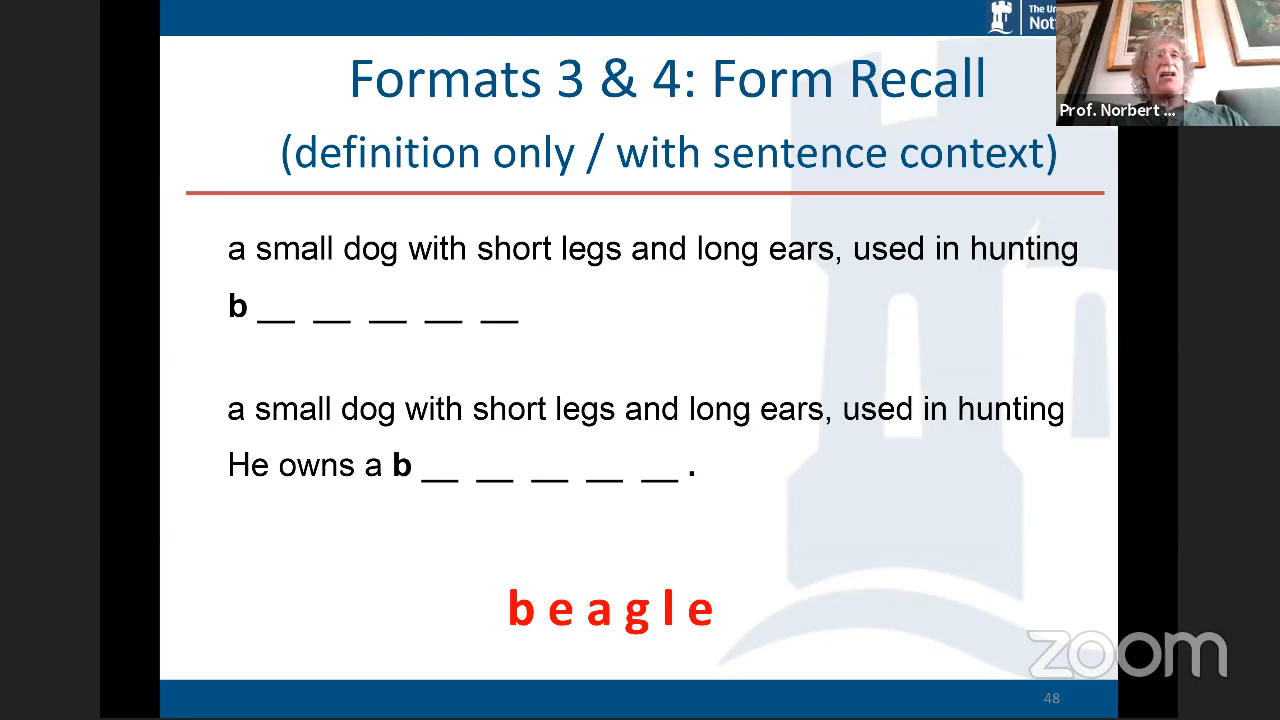 The Un
Nott
Prof. Norbert ...
Formats 3 & 4: Form Recall
(definition only / with sentence context)
a small dog with short legs and long ears, used in hunting
b __ __ __ __ __
a small dog with short legs and long ears, used in hunting
He owns a b __ __ __ __ __ .
b e a g l e
zoom
48